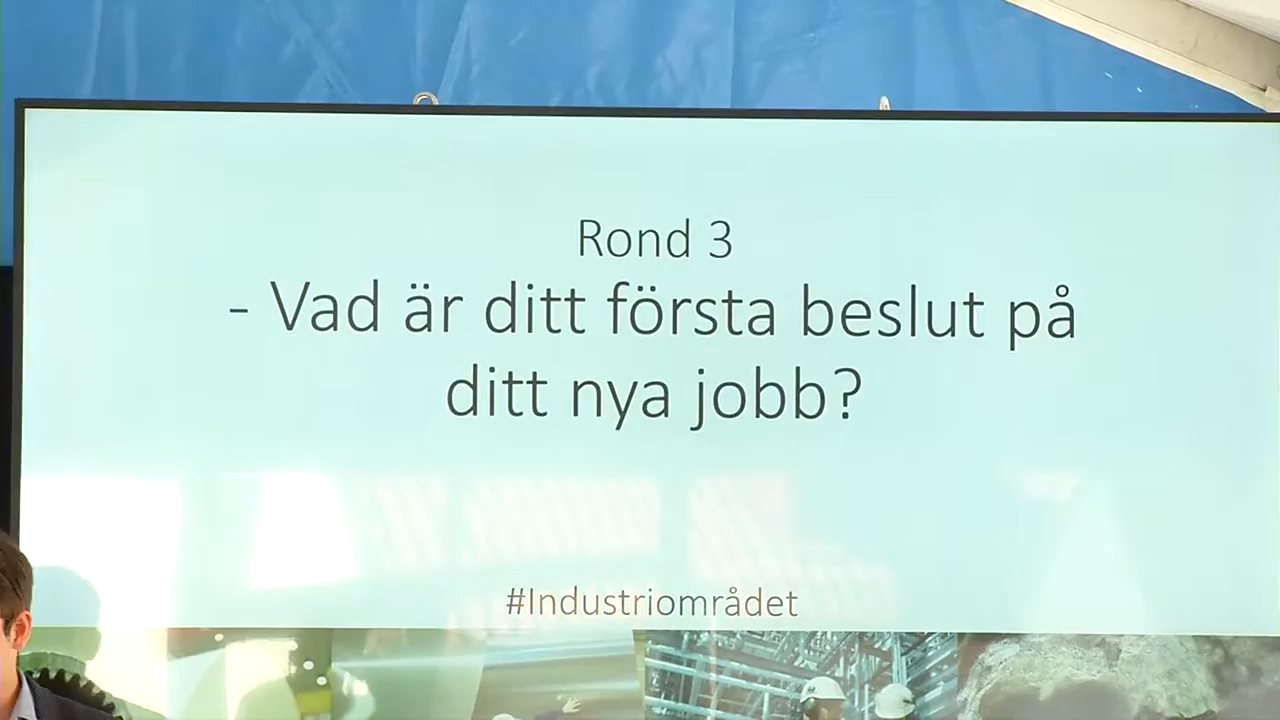 Rond 3
- Vad är ditt första beslut på
ditt nya jobb?
#Industriområdet